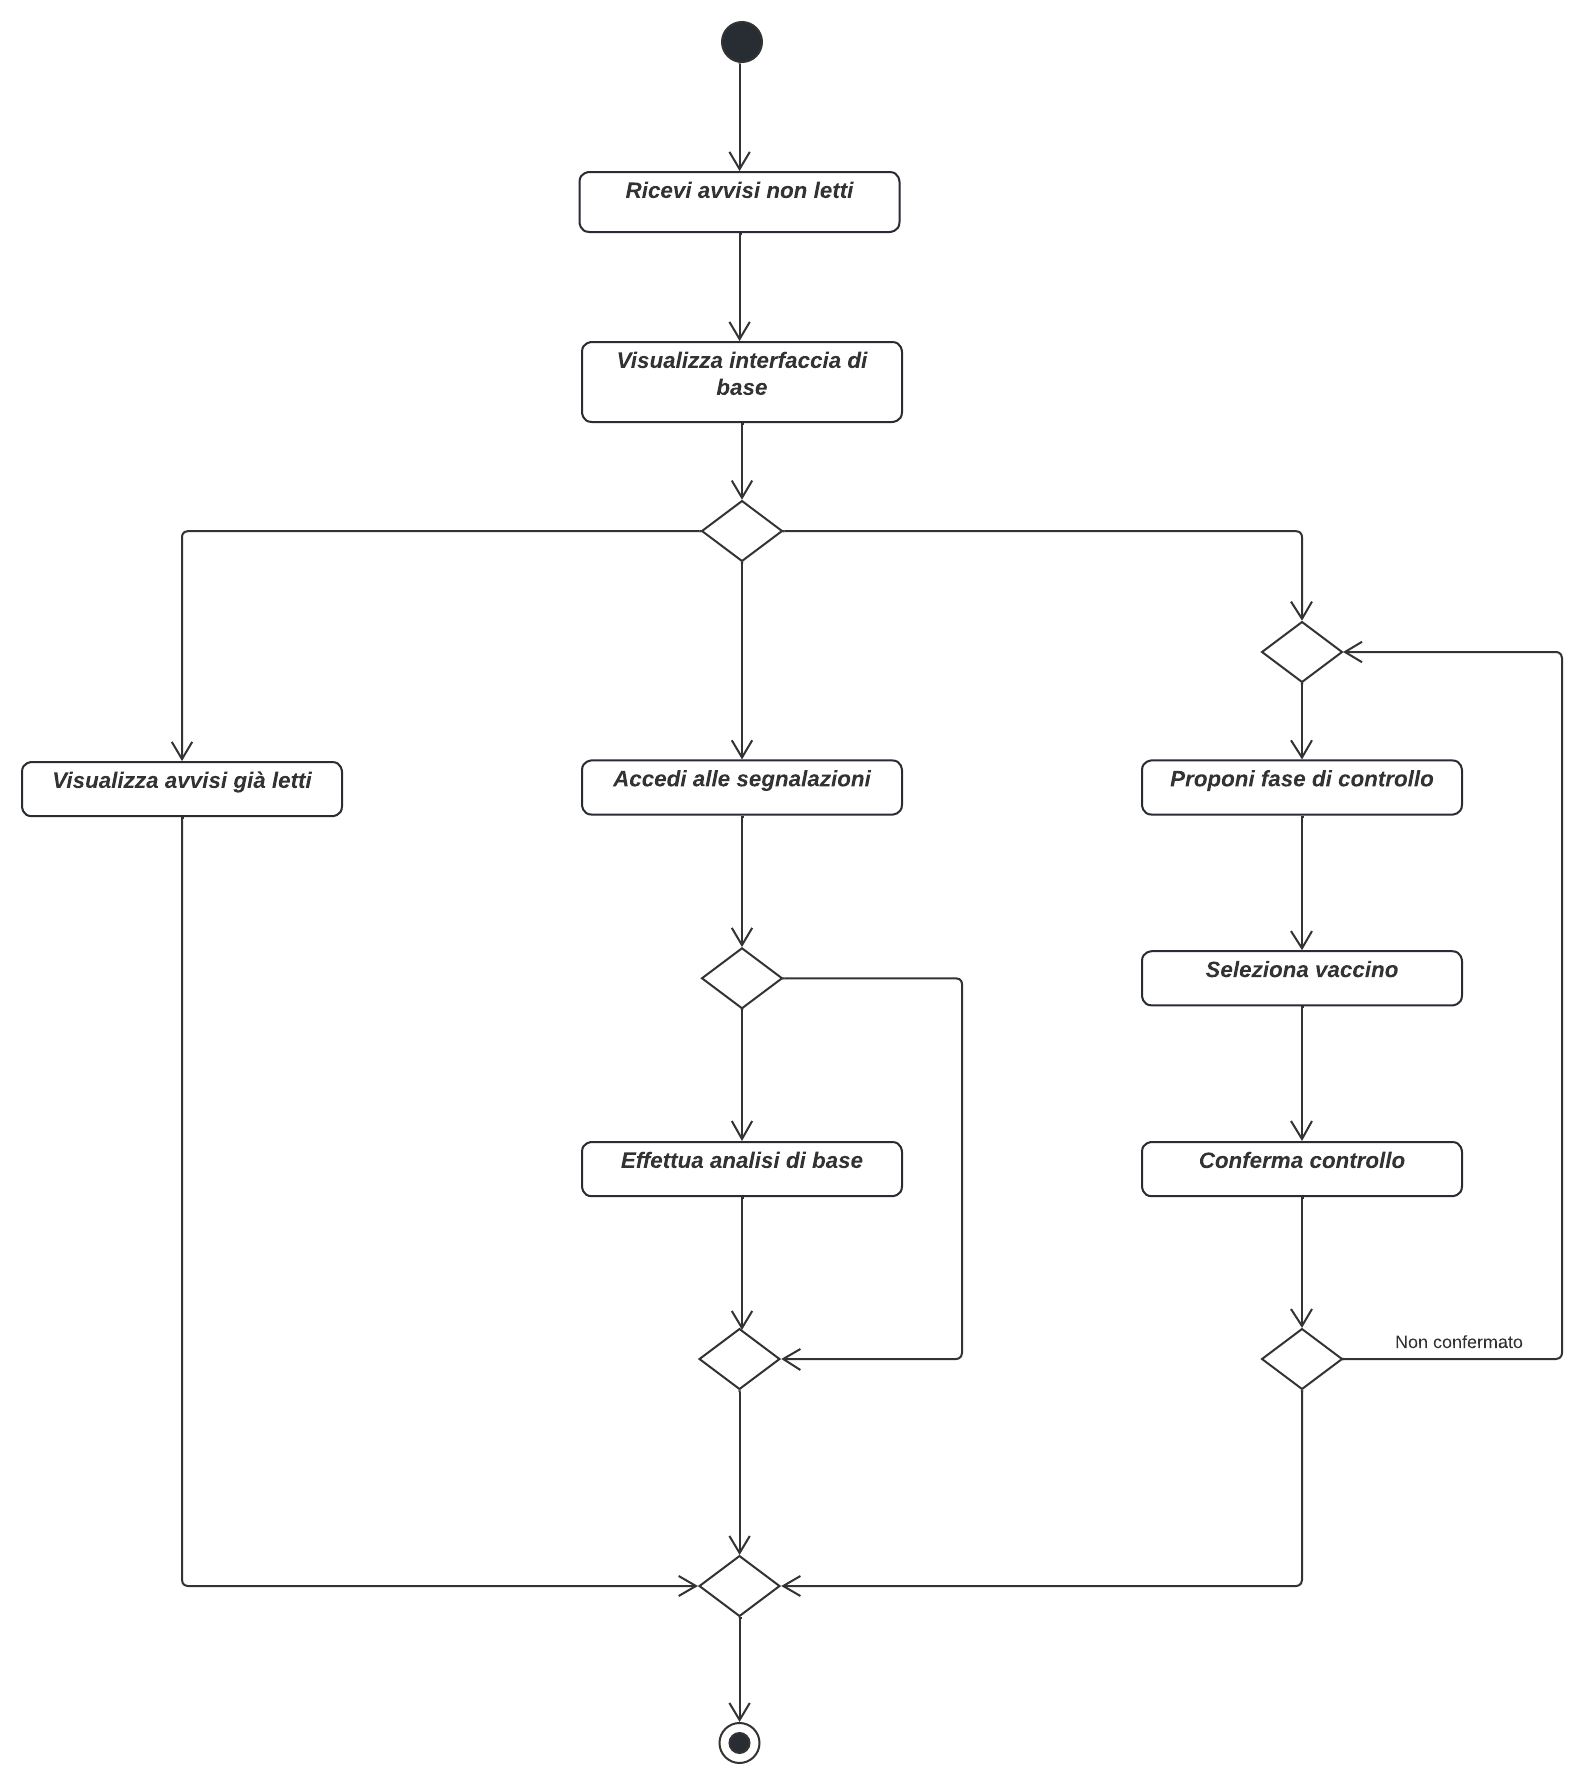 Ricevi avvisi non letti
Visualizza interfaccia di
base
Visualizza avvisi già letti
Accedi alle segnalazioni
Proponi fase di controllo
Seleziona vaccino
Effettua analisi di base
Conferma controllo
Non confermato